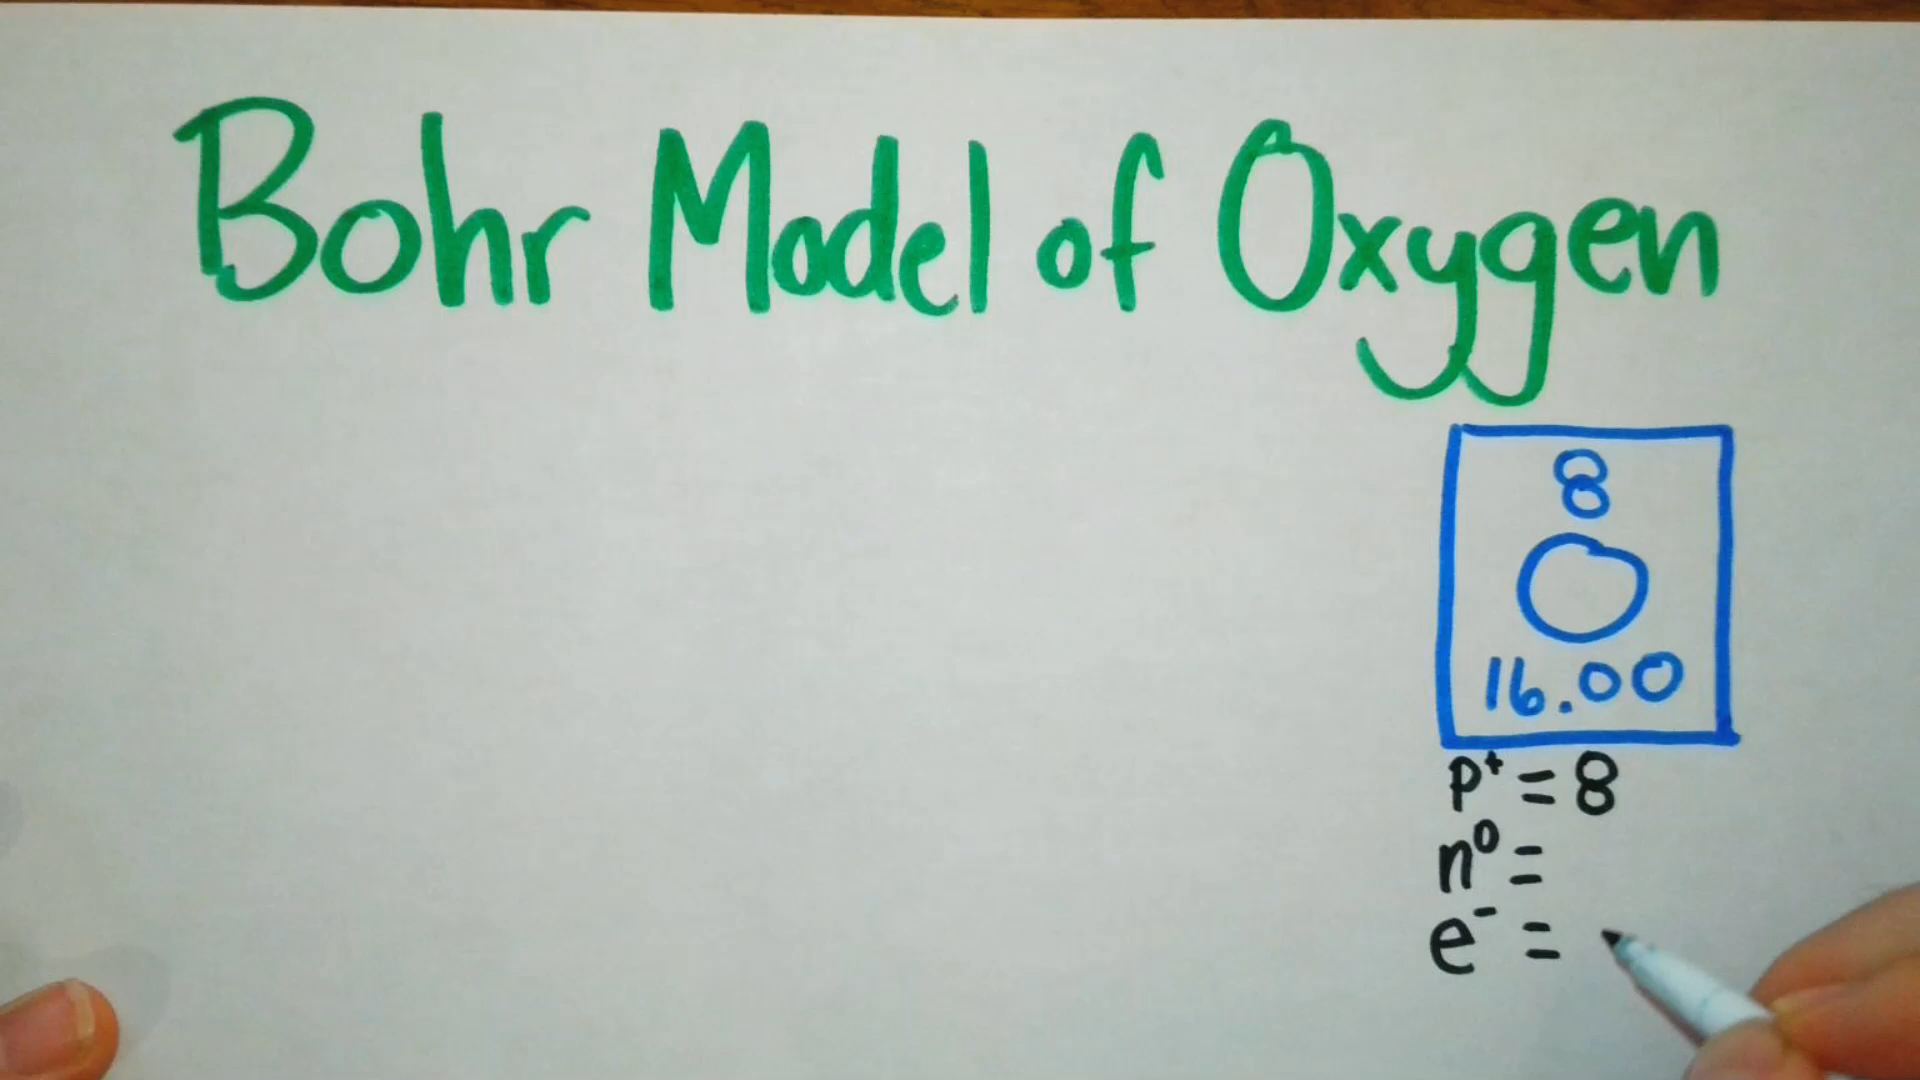 Bohr Model of Oxygen
8
O
16.00
p⁺ = 8
n⁰ =
e⁻ =